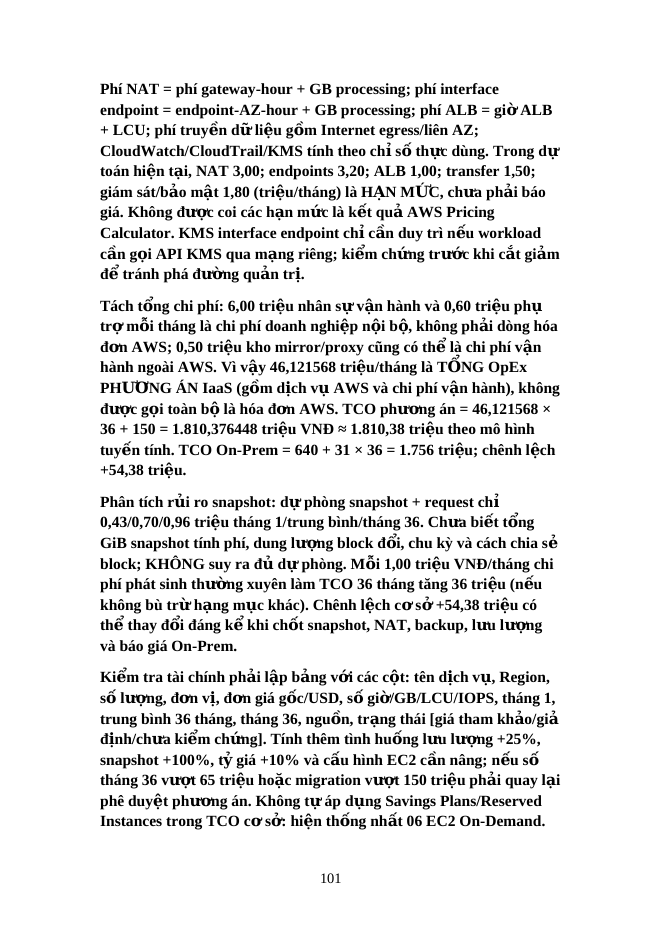 Phí NAT = phí gateway-hour + GB processing; phí interface
endpoint = endpoint-AZ-hour + GB processing; phí ALB = giờ ALB
+ LCU; phí truyền dữ liệu gồm Internet egress/liên AZ;
CloudWatch/CloudTrail/KMS tính theo chỉ số thực dùng. Trong dự
toán hiện tại, NAT 3,00; endpoints 3,20; ALB 1,00; transfer 1,50;
giám sát/bảo mật 1,80 (triệu/tháng) là HẠN MỨC, chưa phải báo
giá. Không được coi các hạn mức là kết quả AWS Pricing
Calculator. KMS interface endpoint chỉ cần duy trì nếu workload
cần gọi API KMS qua mạng riêng; kiểm chứng trước khi cắt giảm
để tránh phá đường quản trị.
Tách tổng chi phí: 6,00 triệu nhân sự vận hành và 0,60 triệu phụ
trợ mỗi tháng là chi phí doanh nghiệp nội bộ, không phải dòng hóa
đơn AWS; 0,50 triệu kho mirror/proxy cũng có thể là chi phí vận
hành ngoài AWS. Vì vậy 46,121568 triệu/tháng là TỔNG OpEx
PHƯƠNG ÁN IaaS (gồm dịch vụ AWS và chi phí vận hành), không
được gọi toàn bộ là hóa đơn AWS. TCO phương án = 46,121568 ×
36 + 150 = 1.810,376448 triệu VNĐ ≈ 1.810,38 triệu theo mô hình
tuyến tính. TCO On-Prem = 640 + 31 × 36 = 1.756 triệu; chênh lệch
+54,38 triệu.
Phân tích rủi ro snapshot: dự phòng snapshot + request chỉ
0,43/0,70/0,96 triệu tháng 1/trung bình/tháng 36. Chưa biết tổng
GiB snapshot tính phí, dung lượng block đổi, chu kỳ và cách chia sẻ
block; KHÔNG suy ra đủ dự phòng. Mỗi 1,00 triệu VNĐ/tháng chi
phí phát sinh thường xuyên làm TCO 36 tháng tăng 36 triệu (nếu
không bù trừ hạng mục khác). Chênh lệch cơ sở +54,38 triệu có
thể thay đổi đáng kể khi chốt snapshot, NAT, backup, lưu lượng
và báo giá On-Prem.
Kiểm tra tài chính phải lập bảng với các cột: tên dịch vụ, Region,
số lượng, đơn vị, đơn giá gốc/USD, số giờ/GB/LCU/IOPS, tháng 1,
trung bình 36 tháng, tháng 36, nguồn, trạng thái [giá tham khảo/giả
định/chưa kiểm chứng]. Tính thêm tình huống lưu lượng +25%,
snapshot +100%, tỷ giá +10% và cấu hình EC2 cần nâng; nếu số
tháng 36 vượt 65 triệu hoặc migration vượt 150 triệu phải quay lại
phê duyệt phương án. Không tự áp dụng Savings Plans/Reserved
Instances trong TCO cơ sở: hiện thống nhất 06 EC2 On-Demand.
101